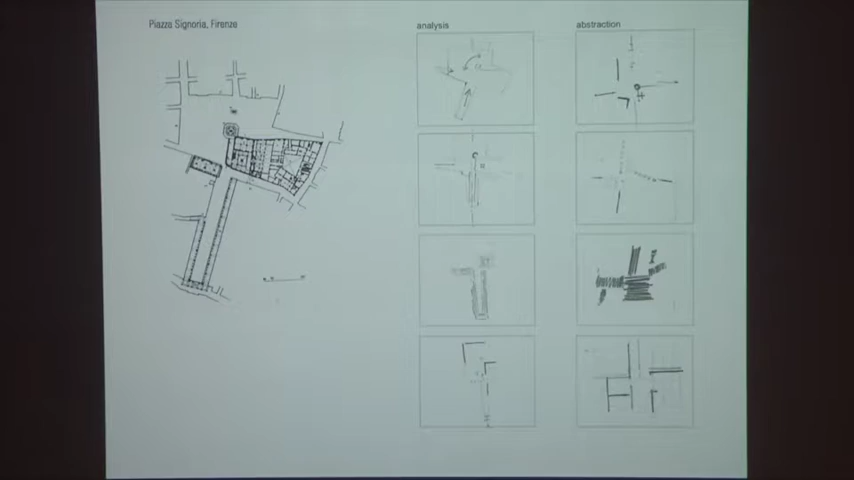 Piazza Signoria, Firenze
analysis
abstraction